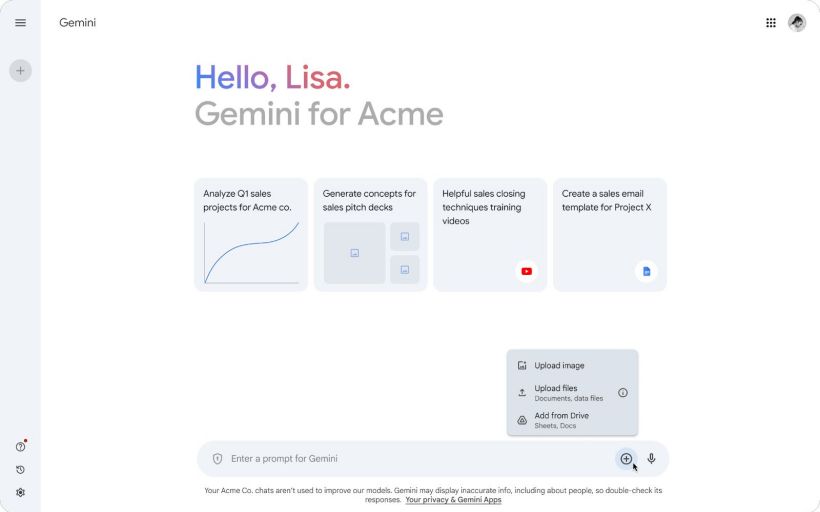 Gemini
Hello, Lisa.
Gemini for Acme
Analyze Q1 sales
projects for Acme co.
Generate concepts for
sales pitch decks
Helpful sales closing
techniques training
videos
Create a sales email
template for Project X
Upload image
Upload files
Documents, data files
Add from Drive
Sheets, Docs
Enter a prompt for Gemini
Your Acme Co. chats aren't used to improve our models. Gemini may display inaccurate info, including about people, so double-check its
responses. Your privacy & Gemini Apps